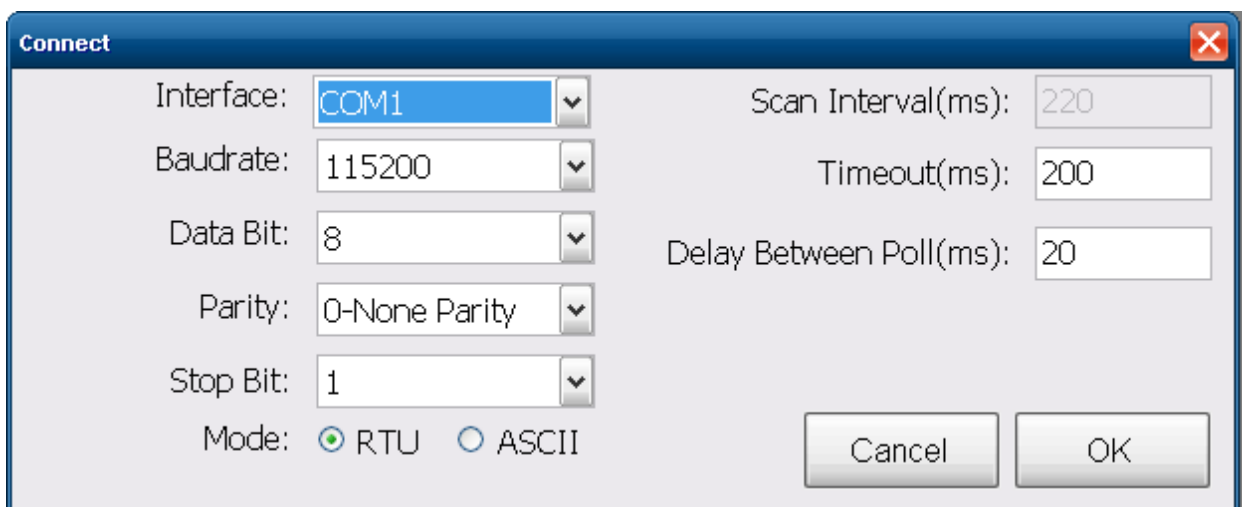 Connect
Interface: COM1
Scan Interval(ms): 220
Baudrate: 115200
Timeout(ms): 200
Data Bit: 8
Delay Between Poll(ms): 20
Parity: 0-None Parity
Stop Bit: 1
Mode: RTU ASCII
Cancel OK